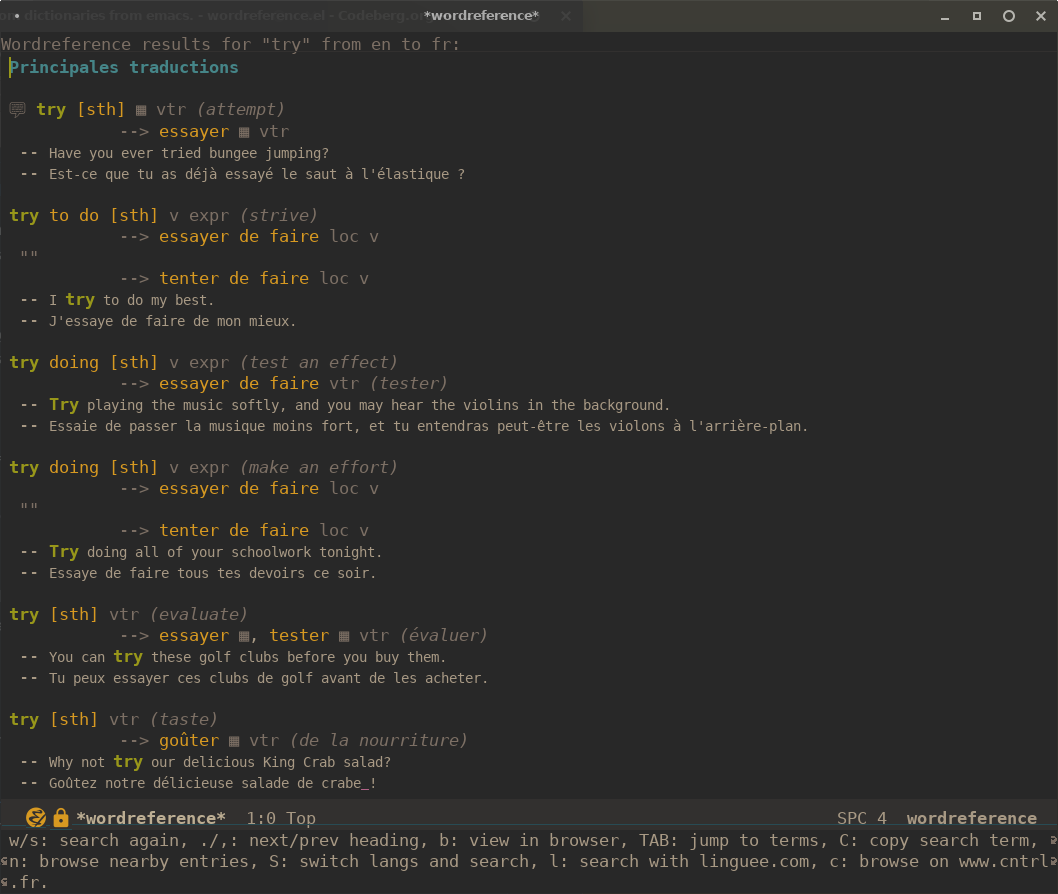 on dictionaries from emacs. - wordreference.el - Codeberg.or
*wordreference*
Wordreference results for "try" from en to fr:
Principales traductions
try [sth] ▦ vtr (attempt)
--> essayer ▦ vtr
-- Have you ever tried bungee jumping?
-- Est-ce que tu as déjà essayé le saut à l'élastique ?
try to do [sth] v expr (strive)
--> essayer de faire loc v
""
--> tenter de faire loc v
-- I try to do my best.
-- J'essaye de faire de mon mieux.
try doing [sth] v expr (test an effect)
--> essayer de faire vtr (tester)
-- Try playing the music softly, and you may hear the violins in the background.
-- Essaie de passer la musique moins fort, et tu entendras peut-être les violons à l'arrière-plan.
try doing [sth] v expr (make an effort)
--> essayer de faire loc v
""
--> tenter de faire loc v
-- Try doing all of your schoolwork tonight.
-- Essaye de faire tous tes devoirs ce soir.
try [sth] vtr (evaluate)
--> essayer ▦, tester ▦ vtr (évaluer)
-- You can try these golf clubs before you buy them.
-- Tu peux essayer ces clubs de golf avant de les acheter.
try [sth] vtr (taste)
--> goûter ▦ vtr (de la nourriture)
-- Why not try our delicious King Crab salad?
-- Goûtez notre délicieuse salade de crabe_!
*wordreference* 1:0 Top SPC 4 wordreference
w/s: search again, ./,: next/prev heading, b: view in browser, TAB: jump to terms, C: copy search term,
n: browse nearby entries, S: switch langs and search, l: search with linguee.com, c: browse on www.cntrl
.fr.